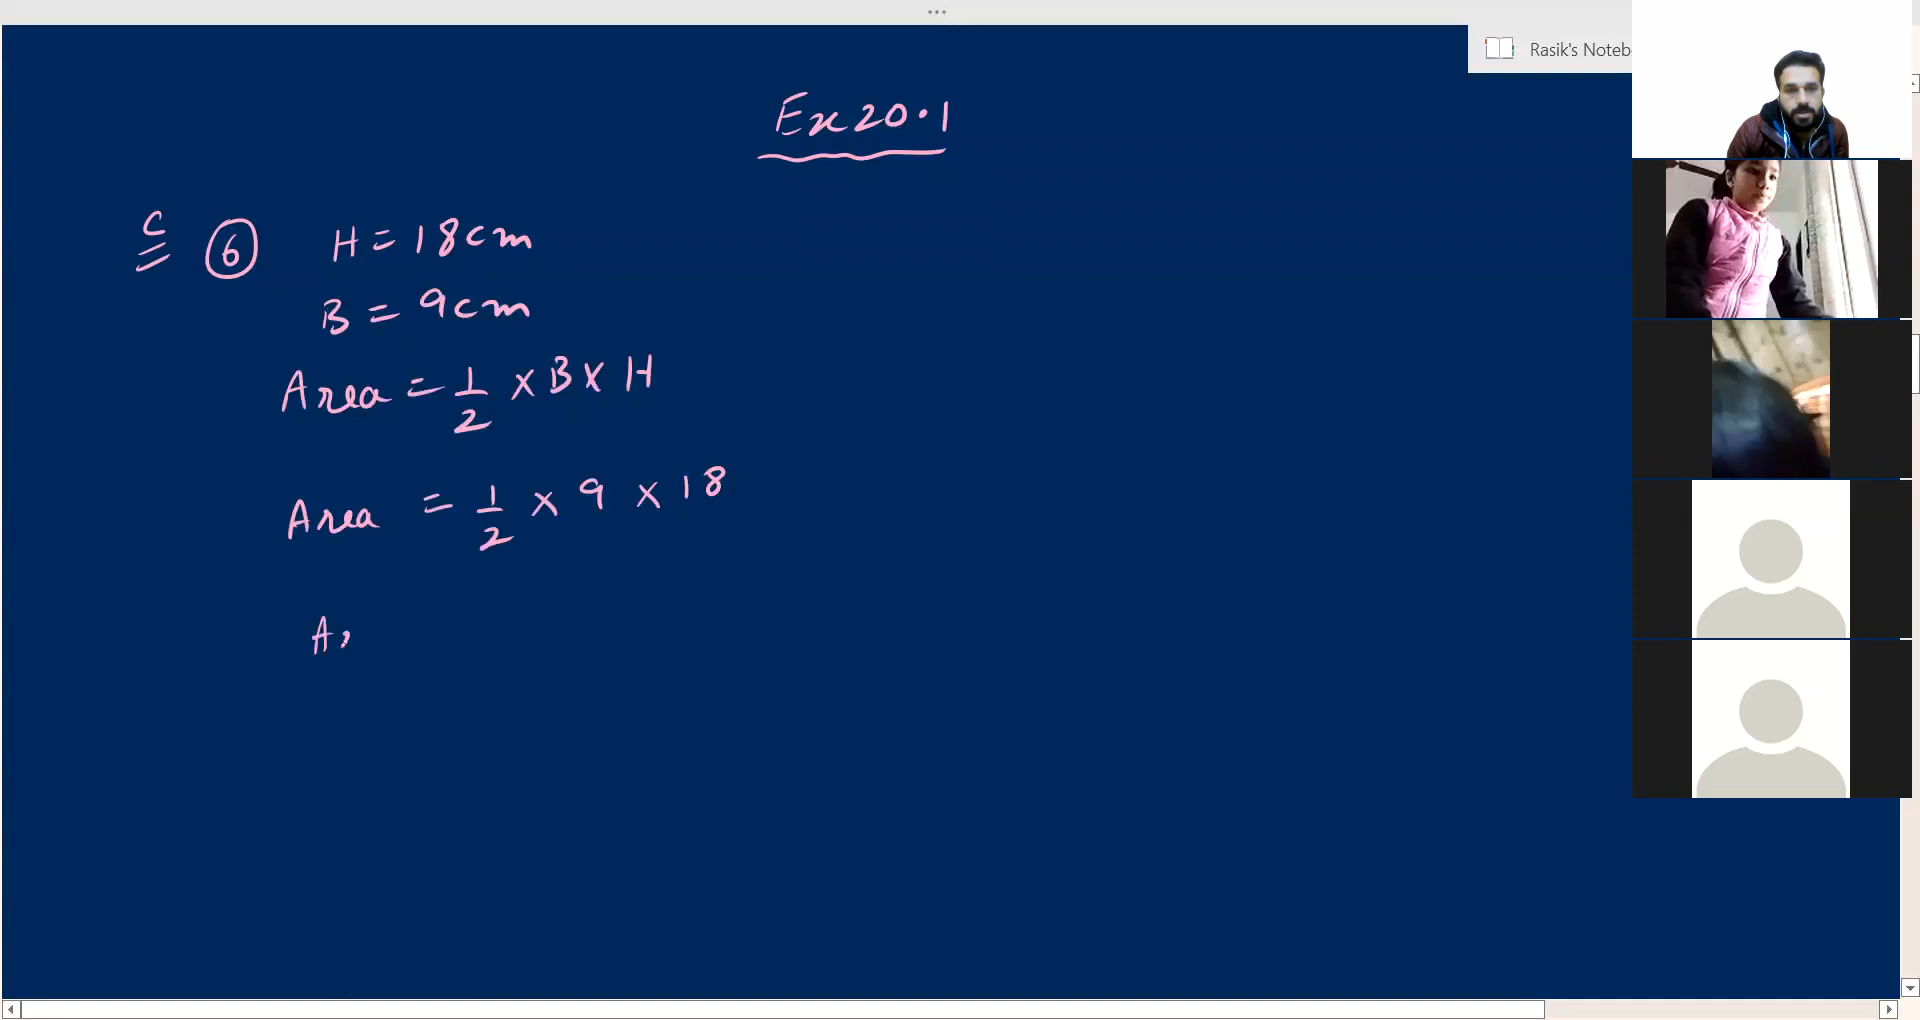 Rasik's Noteb
Ex 20.1
C 6 H = 18cm
B = 9cm
Area = 1/2 × B × H
Area = 1/2 × 9 × 18